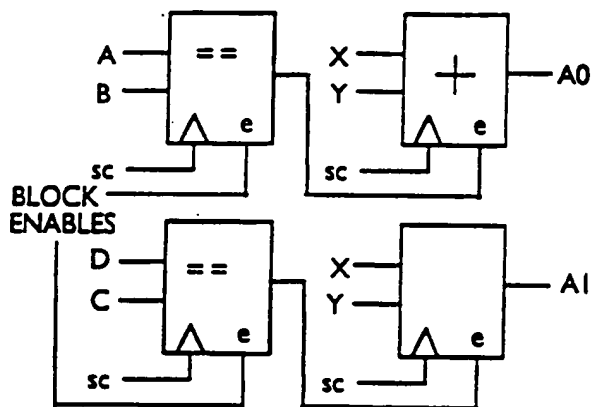 A == X + A0
B Y
e e
sc sc
BLOCK
ENABLES
D == X A1
C Y
e e
sc sc